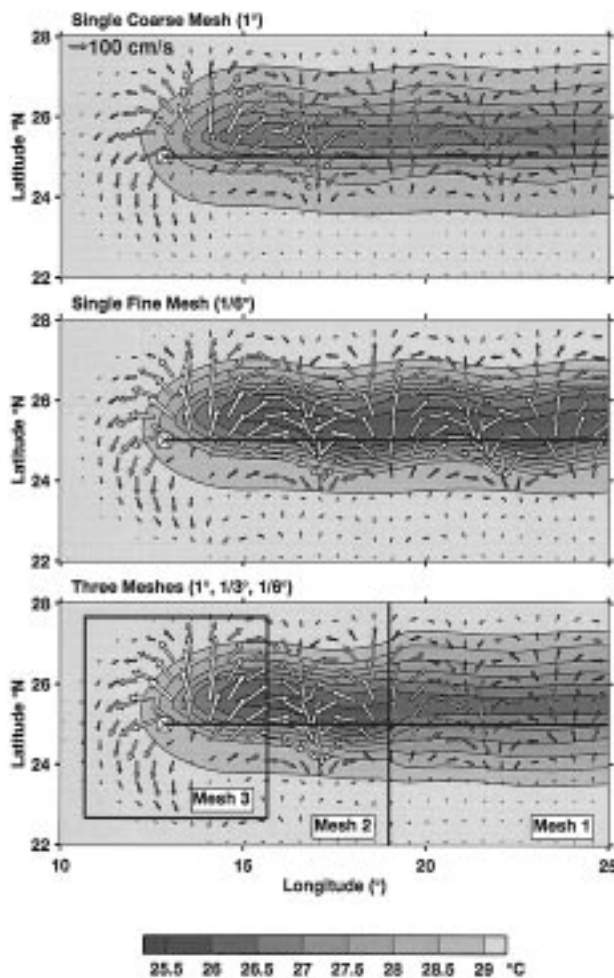 Single Coarse Mesh (1°)
28
100 cm/s
26
Latitude °N
24
22
Single Fine Mesh (1/6°)
28
26
Latitude °N
24
22
Three Meshes (1°, 1/3°, 1/6°)
28
26
Latitude °N
24
Mesh 3
Mesh 2
Mesh 1
22
10 15 20 25
Longitude (°)
25.5 26 26.5 27 27.5 28 28.5 29 °C